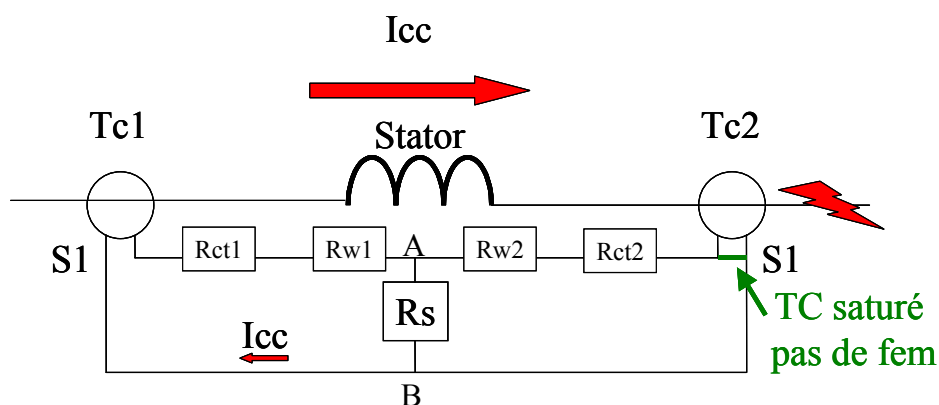 Icc
Tc1
Stator
Tc2
Rct1
Rw1
A
Rw2
Rct2
S1
S1
Rs
TC saturé
pas de fem
Icc
B